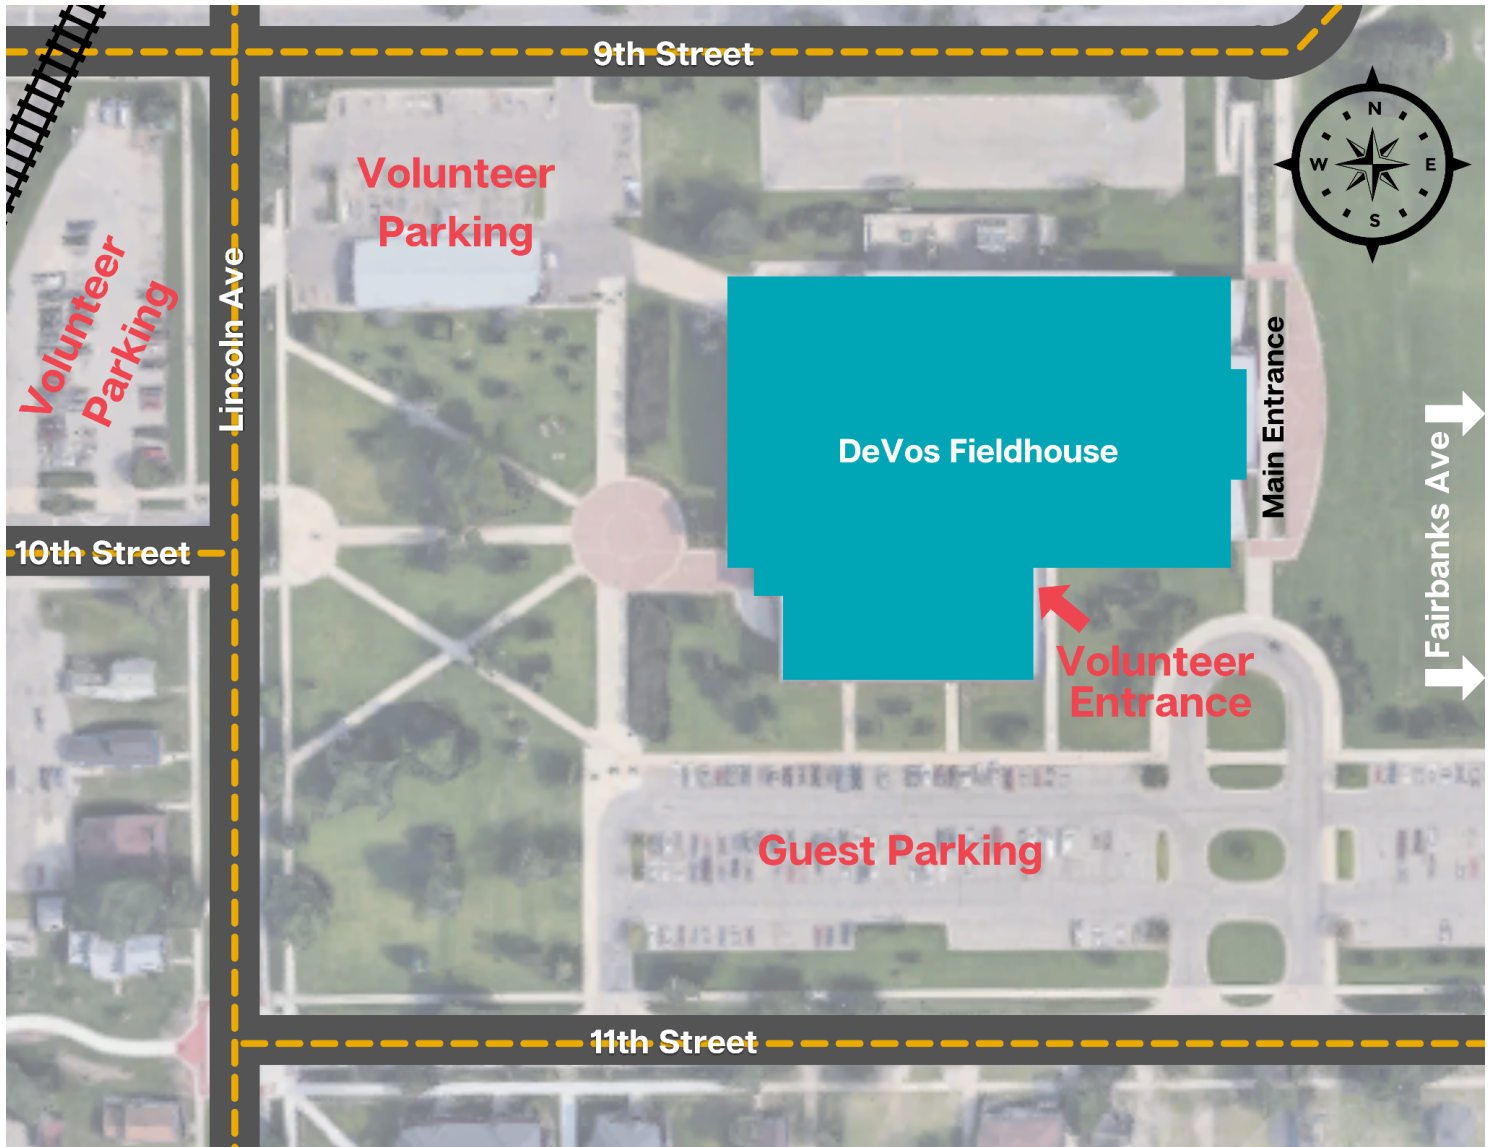 9th Street
N
W
E
S
Volunteer
Parking
Volunteer
Parking
Lincoln Ave
DeVos Fieldhouse
Main Entrance
Fairbanks Ave
10th Street
Volunteer
Entrance
Guest Parking
11th Street